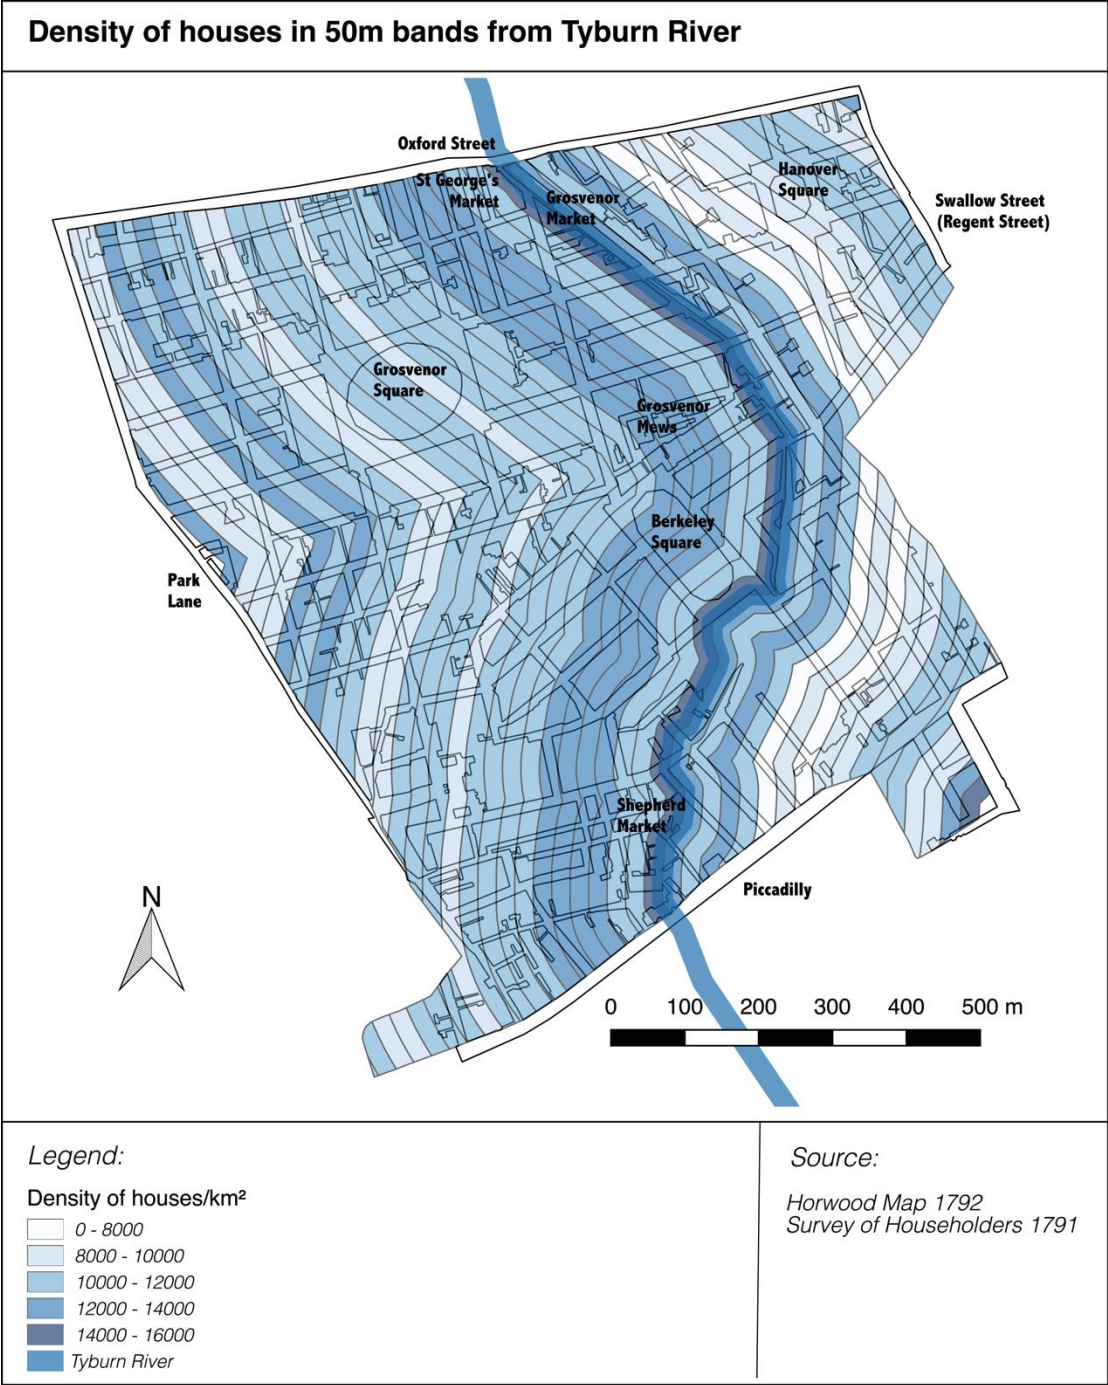 Density of houses in 50m bands from Tyburn River
Oxford Street
St George's
Market
Grosvenor
Market
Hanover
Square
Swallow Street
(Regent Street)
Grosvenor
Square
Grosvenor
Mews
Berkeley
Square
Park
Lane
Shepherd
Market
Piccadilly
N
0 100 200 300 400 500 m
Legend:
Density of houses/km²
0 - 8000
8000 - 10000
10000 - 12000
12000 - 14000
14000 - 16000
Tyburn River
Source:
Horwood Map 1792
Survey of Householders 1791